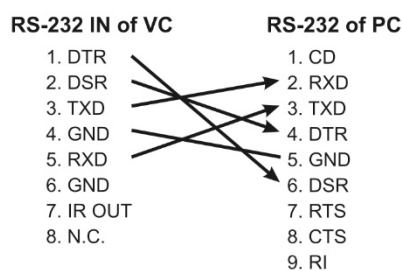 RS-232 IN of VC
1. DTR
2. DSR
3. TXD
4. GND
5. RXD
6. GND
7. IR OUT
8. N.C.
RS-232 of PC
1. CD
2. RXD
3. TXD
4. DTR
5. GND
6. DSR
7. RTS
8. CTS
9. RI